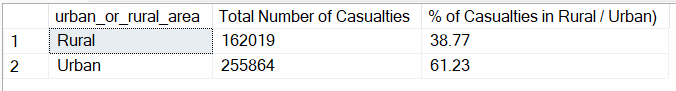 urban_or_rural_area Total Number of Casualties % of Casualties in Rural / Urban)
1 Rural 162019 38.77
2 Urban 255864 61.23